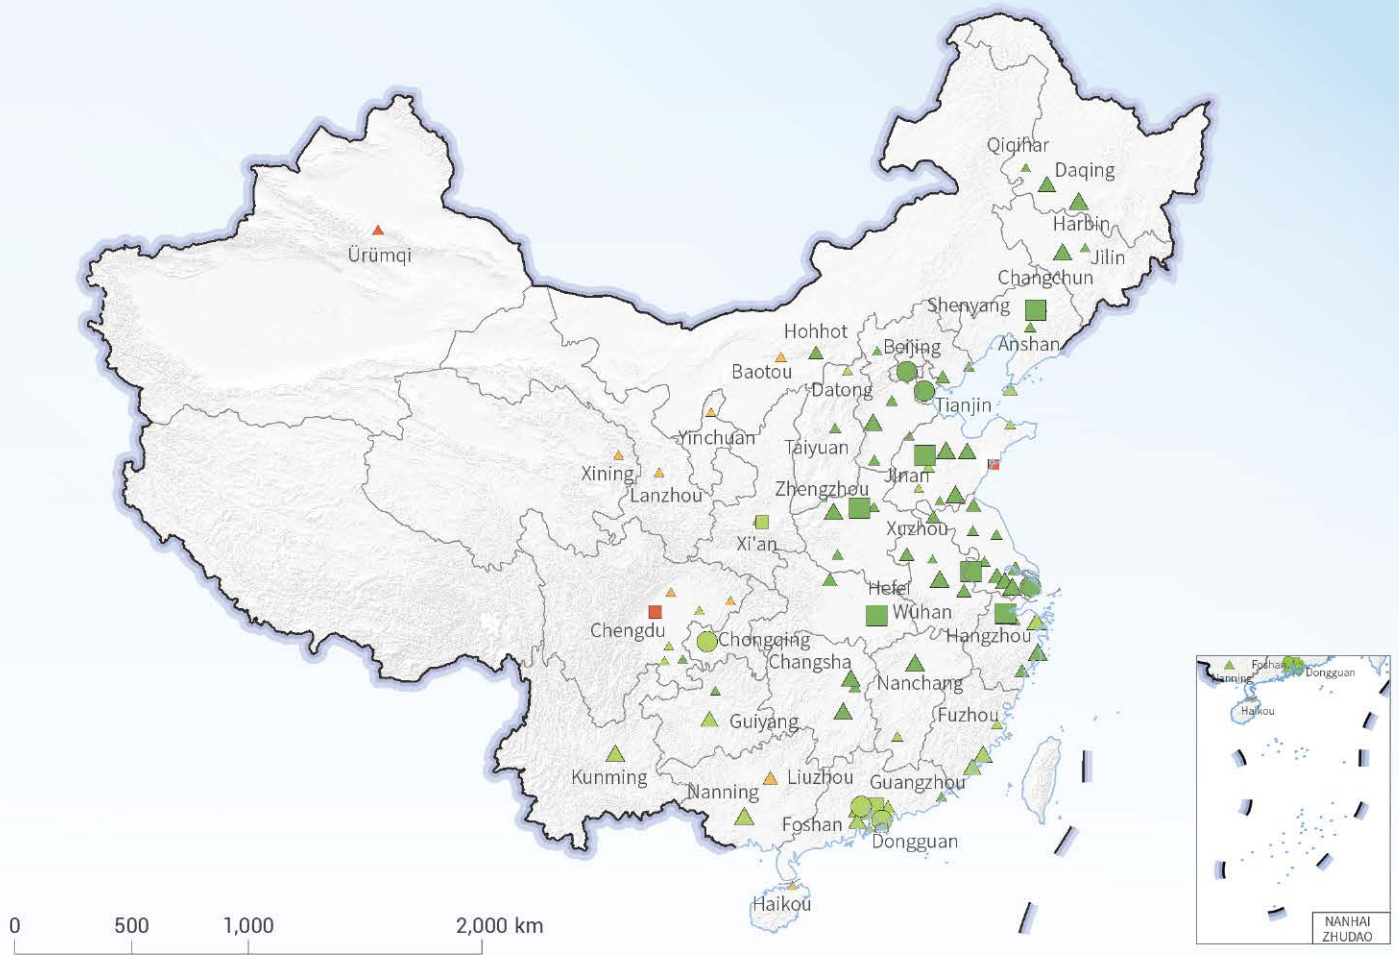 Qiqihar
Daqing
Harbin
Jilin
Changchun
Ürümqi
Shenyang
Anshan
Hohhot
Beijing
Baotou
Datong
Tianjin
Yinchuan
Taiyuan
Xining
Lanzhou
Jinan
Zhengzhou
Xi'an
Xuzhou
Hefei
Wuhan
Chengdu
Chongqing
Hangzhou
Changsha
Nanchang
Guiyang
Fuzhou
Kunming
Liuzhou
Guangzhou
Nanning
Foshan
Dongguan
Haikou
Foshan
Dongguan
Nanning
Haikou
NANHAI
ZHUDAO
0 500 1,000 2,000 km